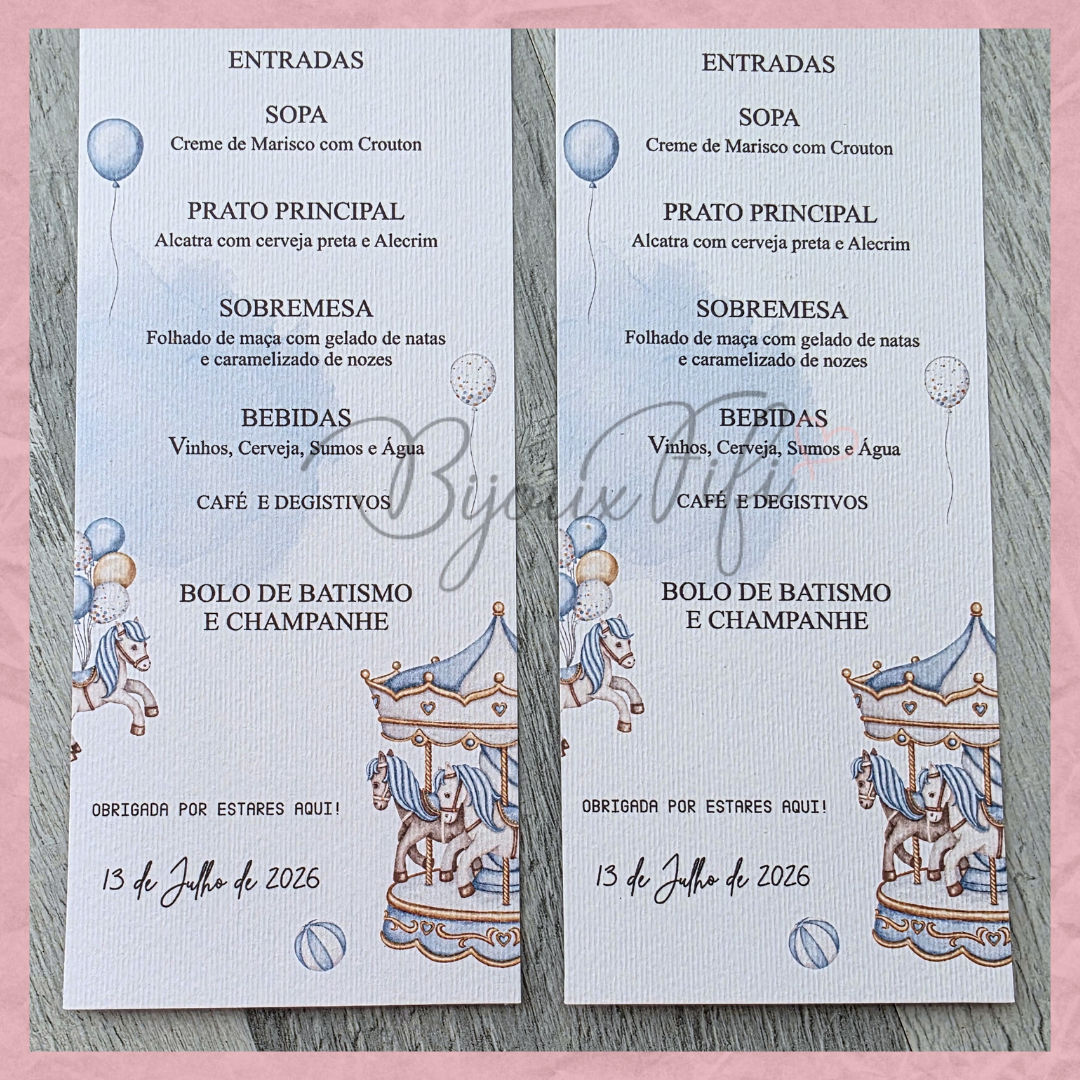 ENTRADAS
SOPA
Creme de Marisco com Crouton
PRATO PRINCIPAL
Alcatra com cerveja preta e Alecrim
SOBREMESA
Folhado de maça com gelado de natas
e caramelizado de nozes
BEBIDAS
Vinhos, Cerveja, Sumos e Água
CAFÉ E DEGISTIVOS
BOLO DE BATISMO
E CHAMPANHE
OBRIGADA POR ESTARES AQUI!
13 de Julho de 2026
ENTRADAS
SOPA
Creme de Marisco com Crouton
PRATO PRINCIPAL
Alcatra com cerveja preta e Alecrim
SOBREMESA
Folhado de maça com gelado de natas
e caramelizado de nozes
BEBIDAS
Vinhos, Cerveja, Sumos e Água
CAFÉ E DEGISTIVOS
BOLO DE BATISMO
E CHAMPANHE
OBRIGADA POR ESTARES AQUI!
13 de Julho de 2026
Bijoux Fifi